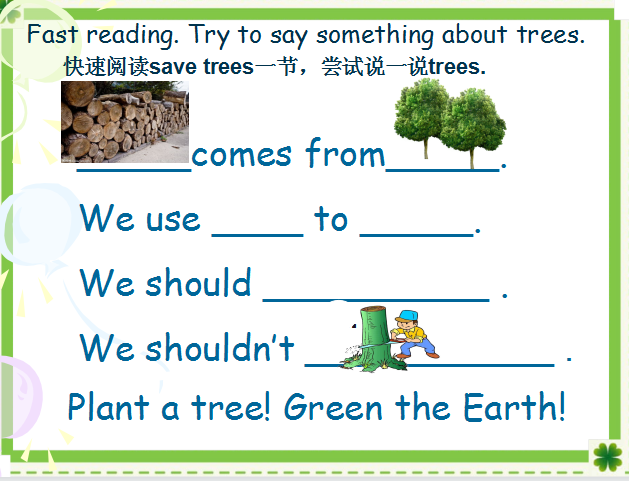 Fast reading. Try to say something about trees.
快速阅读save trees一节，尝试说一说trees.
______comes from______.
We use _____ to ______.
We should ____________ .
We shouldn't _____________ .
Plant a tree! Green the Earth!